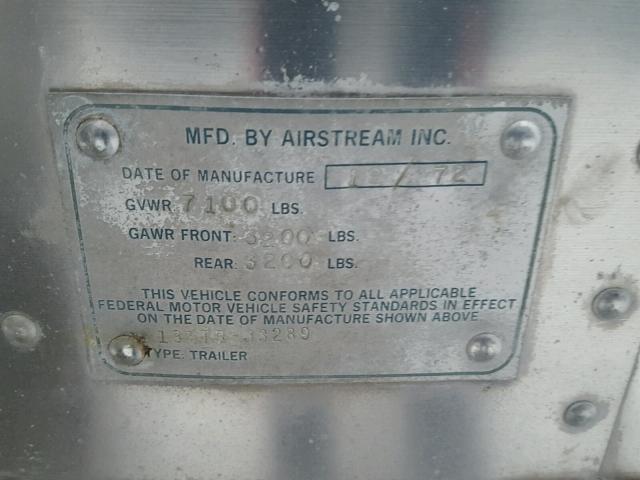 MFD. BY AIRSTREAM INC.
DATE OF MANUFACTURE 12/72
GVWR 7100 LBS.
GAWR FRONT: 3200 LBS.
REAR: 3200 LBS.
THIS VEHICLE CONFORMS TO ALL APPLICABLE
FEDERAL MOTOR VEHICLE SAFETY STANDARDS IN EFFECT
ON THE DATE OF MANUFACTURE SHOWN ABOVE
TYPE: TRAILER